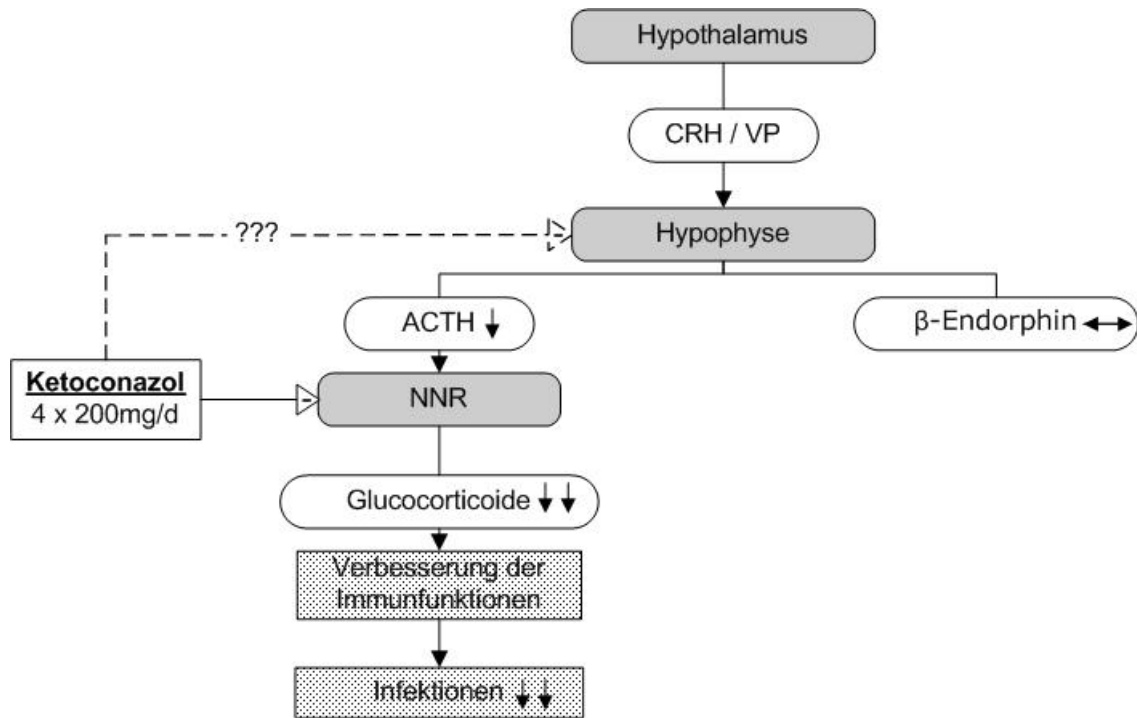 Hypothalamus
CRH / VP
???
Hypophyse
ACTH
β-Endorphin
Ketoconazol
4 x 200mg/d
NNR
Glucocorticoide
Verbesserung der
Immunfunktionen
Infektionen